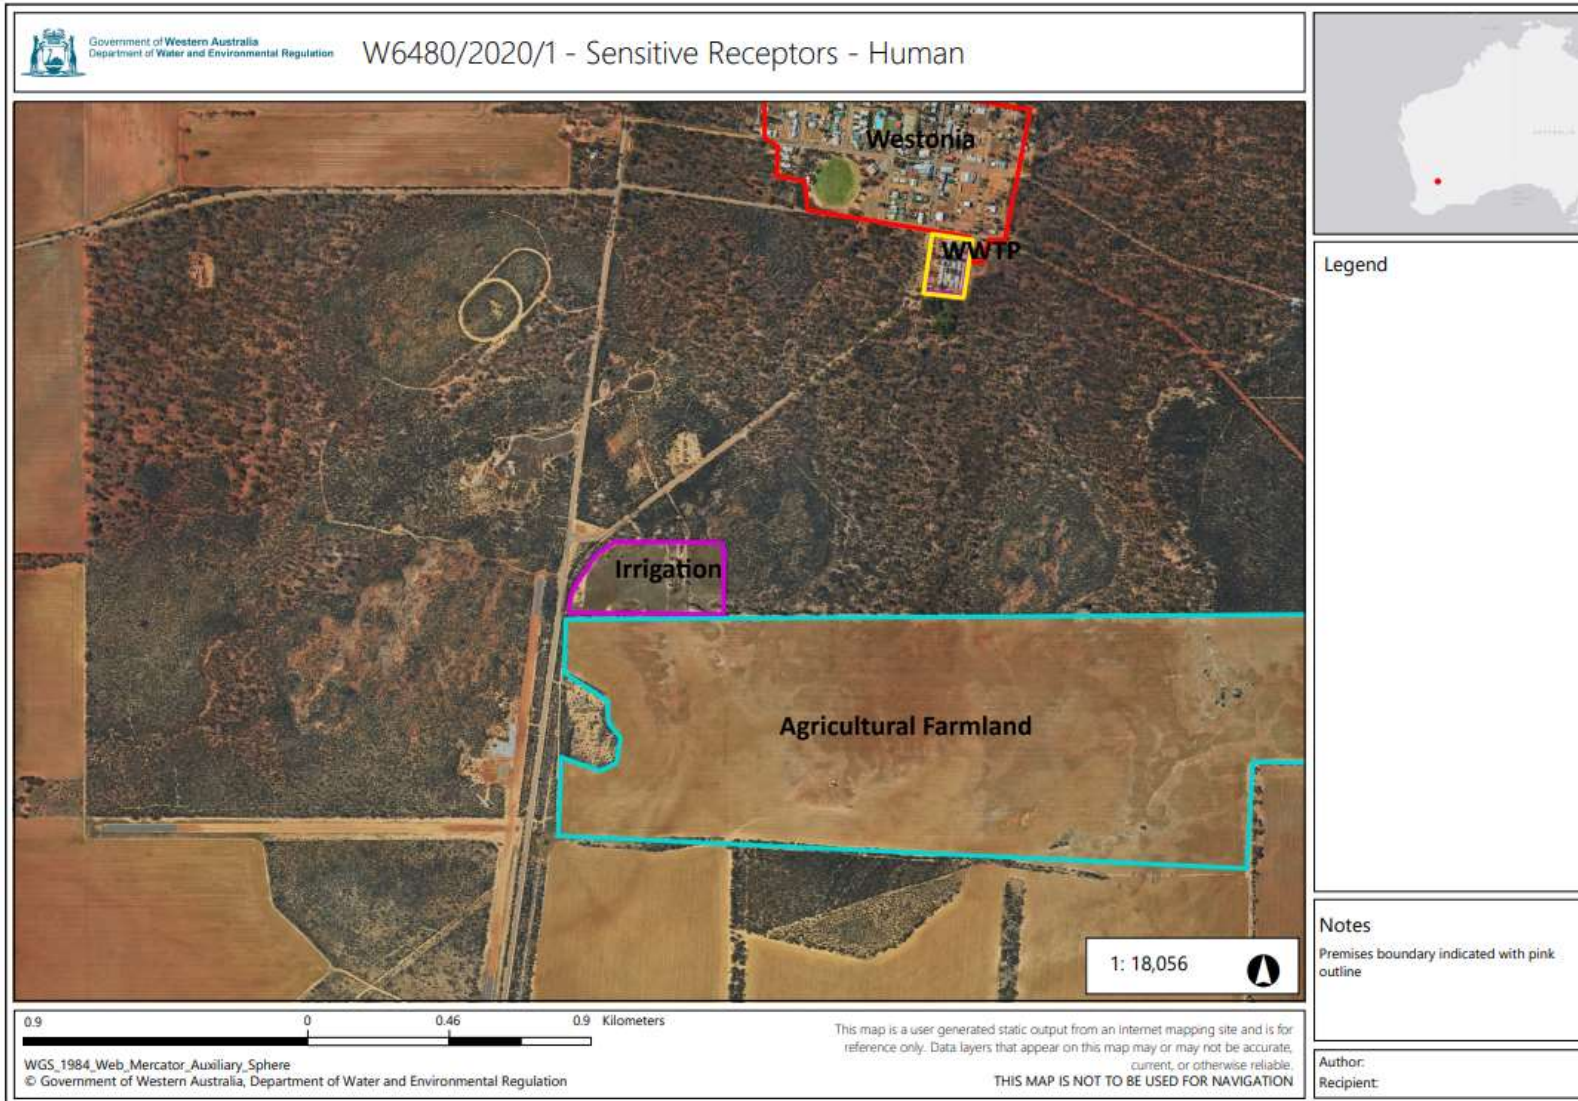 Government of Western Australia
Department of Water and Environmental Regulation
W6480/2020/1 - Sensitive Receptors - Human
Westonia
WWTP
Irrigation
Agricultural Farmland
1: 18,056
Legend
Notes
Premises boundary indicated with pink
outline
0.9 0 0.46 0.9 Kilometers
WGS_1984_Web_Mercator_Auxiliary_Sphere
© Government of Western Australia, Department of Water and Environmental Regulation
This map is a user generated static output from an internet mapping site and is for
reference only. Data layers that appear on this map may or may not be accurate,
current, or otherwise reliable.
THIS MAP IS NOT TO BE USED FOR NAVIGATION
Author:
Recipient: